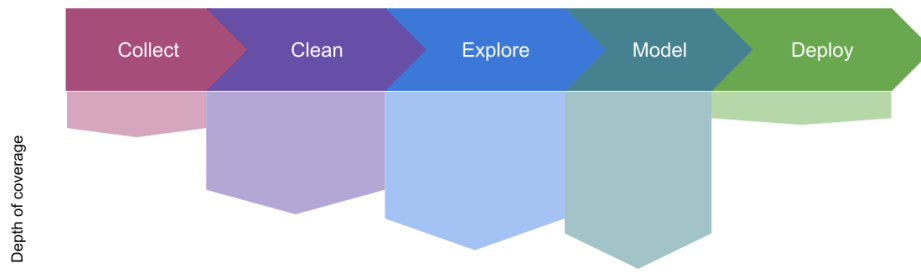 Collect
Clean
Explore
Model
Deploy
Depth of coverage